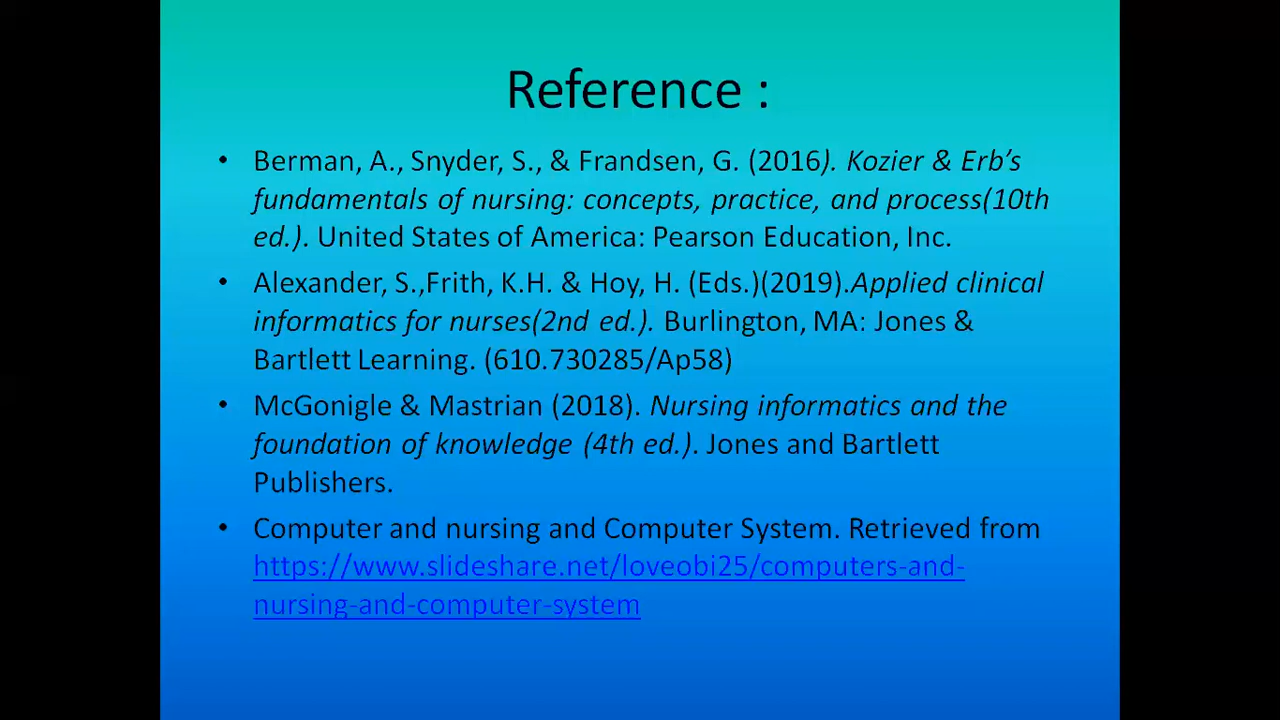 Reference :
• Berman, A., Snyder, S., & Frandsen, G. (2016). Kozier & Erb’s
fundamentals of nursing: concepts, practice, and process(10th
ed.). United States of America: Pearson Education, Inc.
• Alexander, S.,Frith, K.H. & Hoy, H. (Eds.)(2019).Applied clinical
informatics for nurses(2nd ed.). Burlington, MA: Jones &
Bartlett Learning. (610.730285/Ap58)
• McGonigle & Mastrian (2018). Nursing informatics and the
foundation of knowledge (4th ed.). Jones and Bartlett
Publishers.
• Computer and nursing and Computer System. Retrieved from
https://www.slideshare.net/loveobi25/computers-and-
nursing-and-computer-system